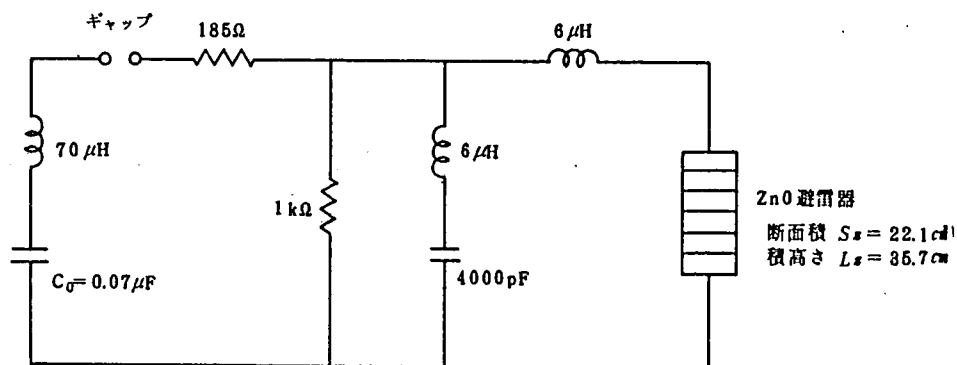 ギャップ
185Ω
6μH
70μH
6μH
1kΩ
C₀=0.07μF
4000pF
ZnO避雷器
断面積 Sz = 22.1cm²
積高さ Lz = 35.7cm